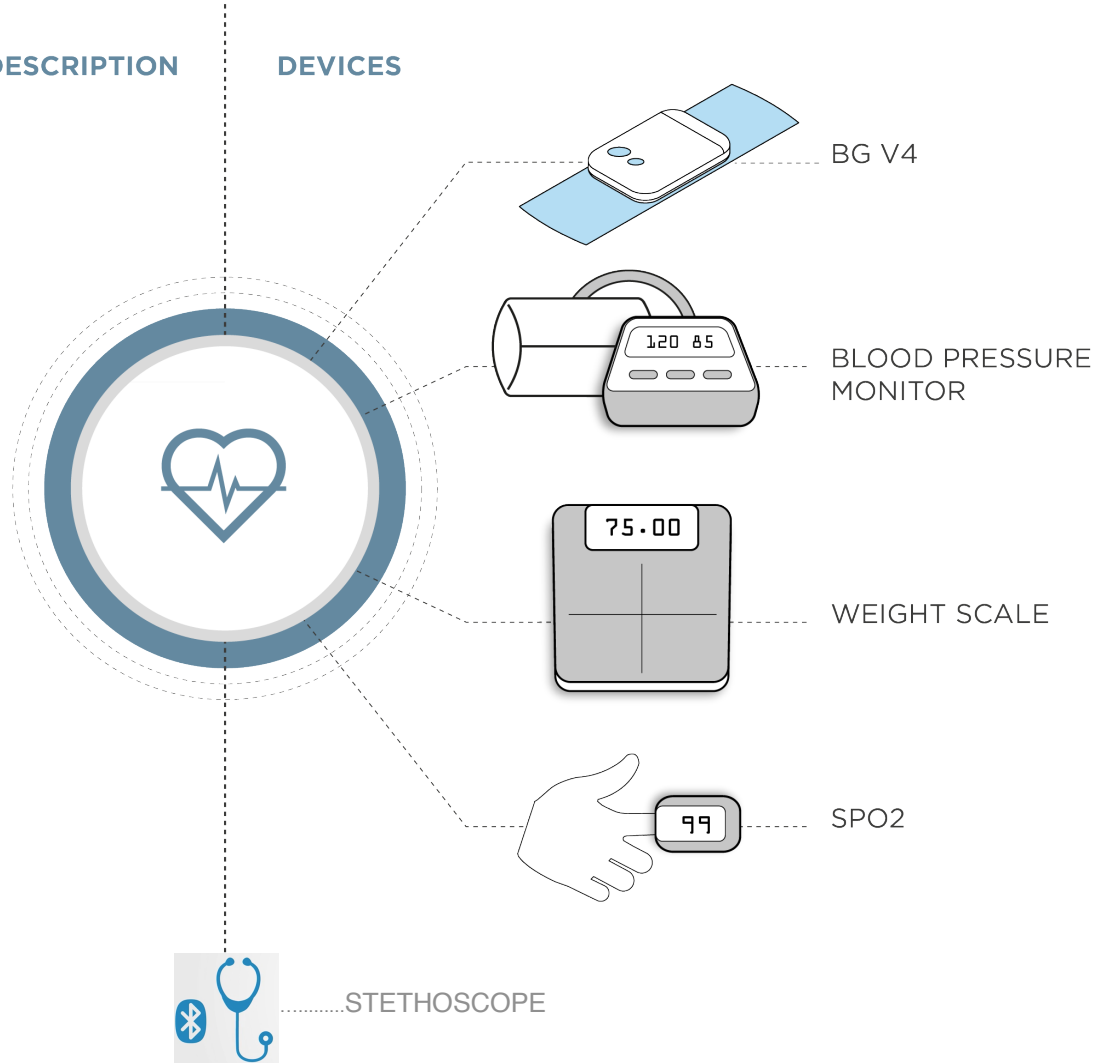 DESCRIPTION
DEVICES
BG V4
120 85
BLOOD PRESSURE
MONITOR
75.00
WEIGHT SCALE
99
SPO2
STETHOSCOPE